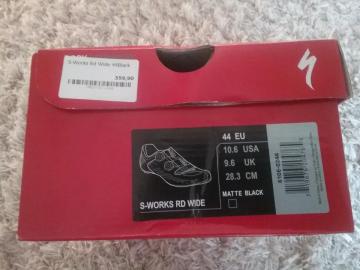 S-Works Rd Wide 44Black
359,90
44 EU
10.6 USA
9.6 UK
28.3 CM
MATTE BLACK
S-WORKS RD WIDE